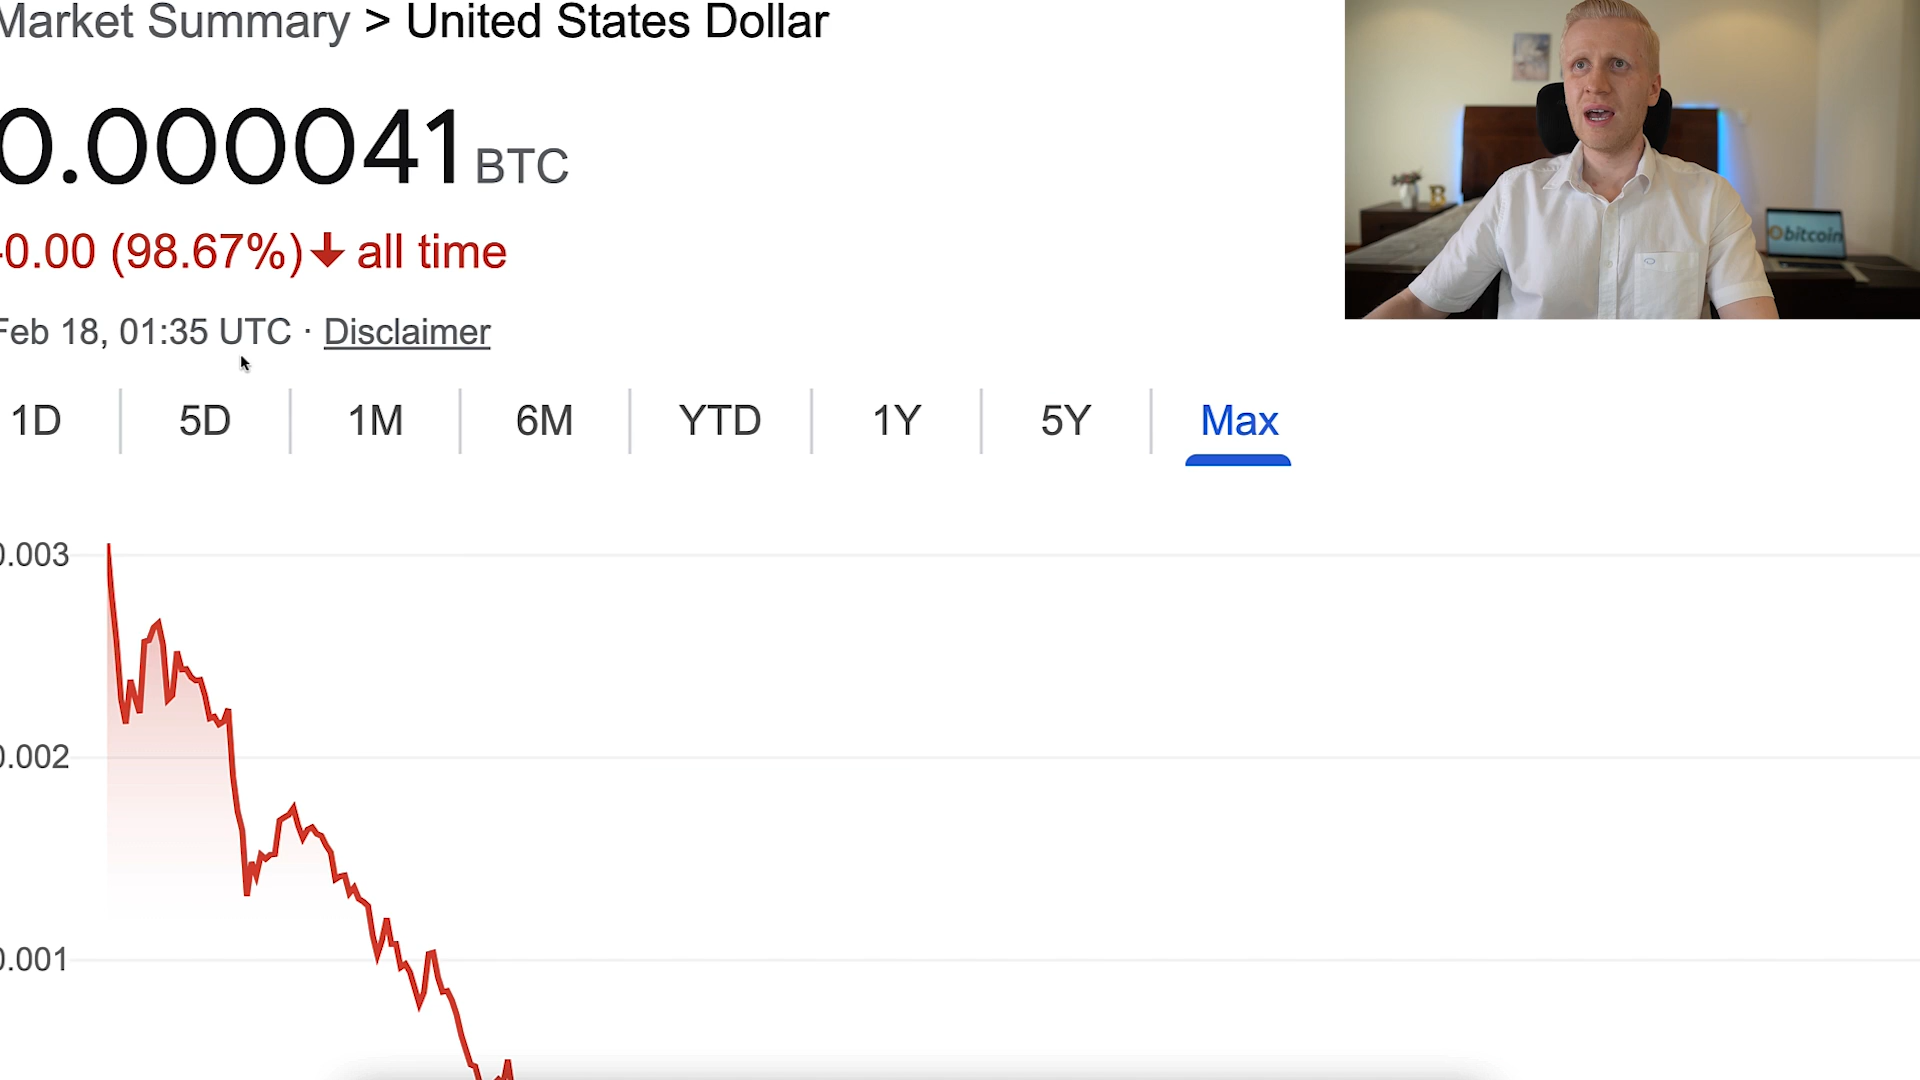 Market Summary > United States Dollar
0.000041 BTC
-0.00 (98.67%) ↓ all time
Feb 18, 01:35 UTC · Disclaimer
1D 5D 1M 6M YTD 1Y 5Y Max
0.003
0.002
0.001
bitcoin